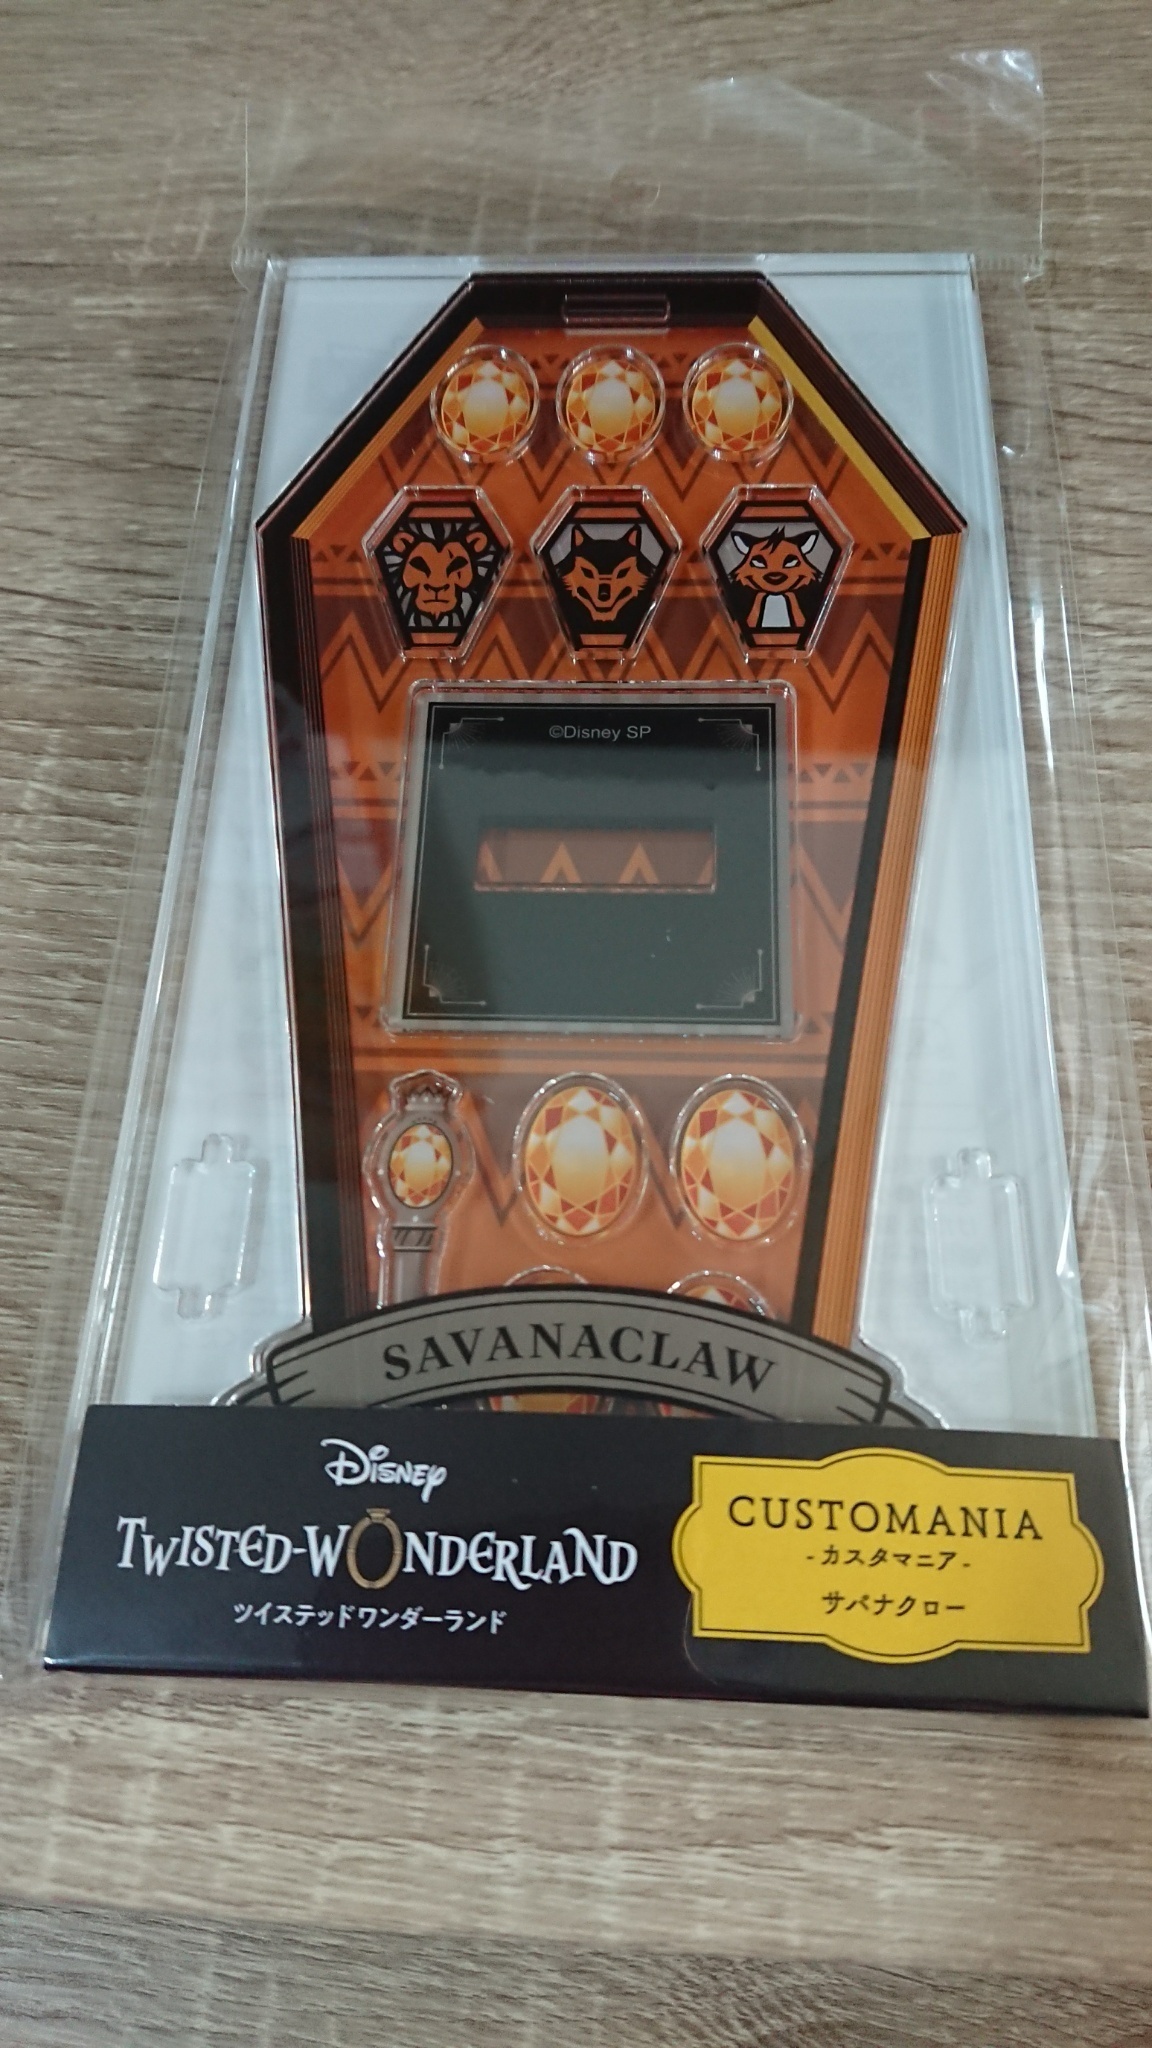 ©Disney SP
SAVANACLAW
Disney
TWISTED-WONDERLAND
ツイステッドワンダーランド
CUSTOMANIA
-カスタマニア-
サバナクロー